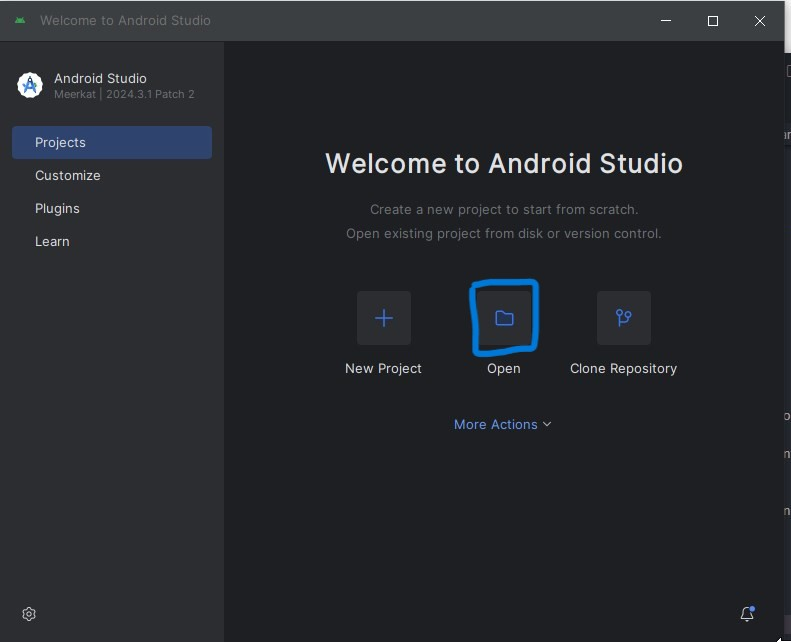 Welcome to Android Studio
Android Studio
Meerkat | 2024.3.1 Patch 2
Projects
Customize
Plugins
Learn
Welcome to Android Studio
Create a new project to start from scratch.
Open existing project from disk or version control.
New Project
Open
Clone Repository
More Actions